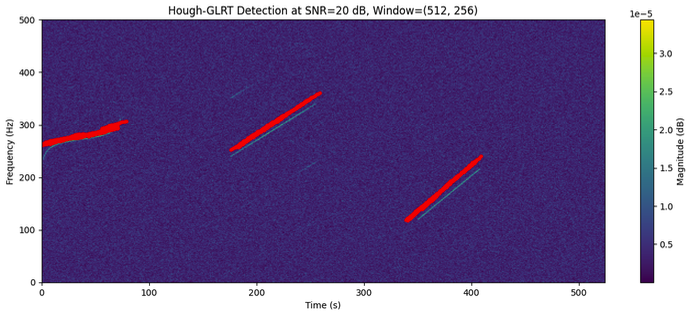 Hough-GLRT Detection at SNR=20 dB, Window=(512, 256)
1e−5
500
400
300
200
100
0
Frequency (Hz)
0 100 200 300 400 500
Time (s)
3.0
2.5
2.0
1.5
1.0
0.5
Magnitude (dB)